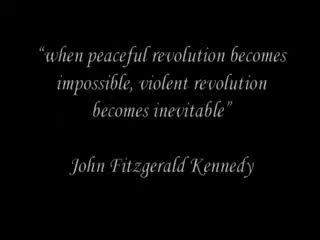 “when peaceful revolution becomes
impossible, violent revolution
becomes inevitable”
John Fitzgerald Kennedy